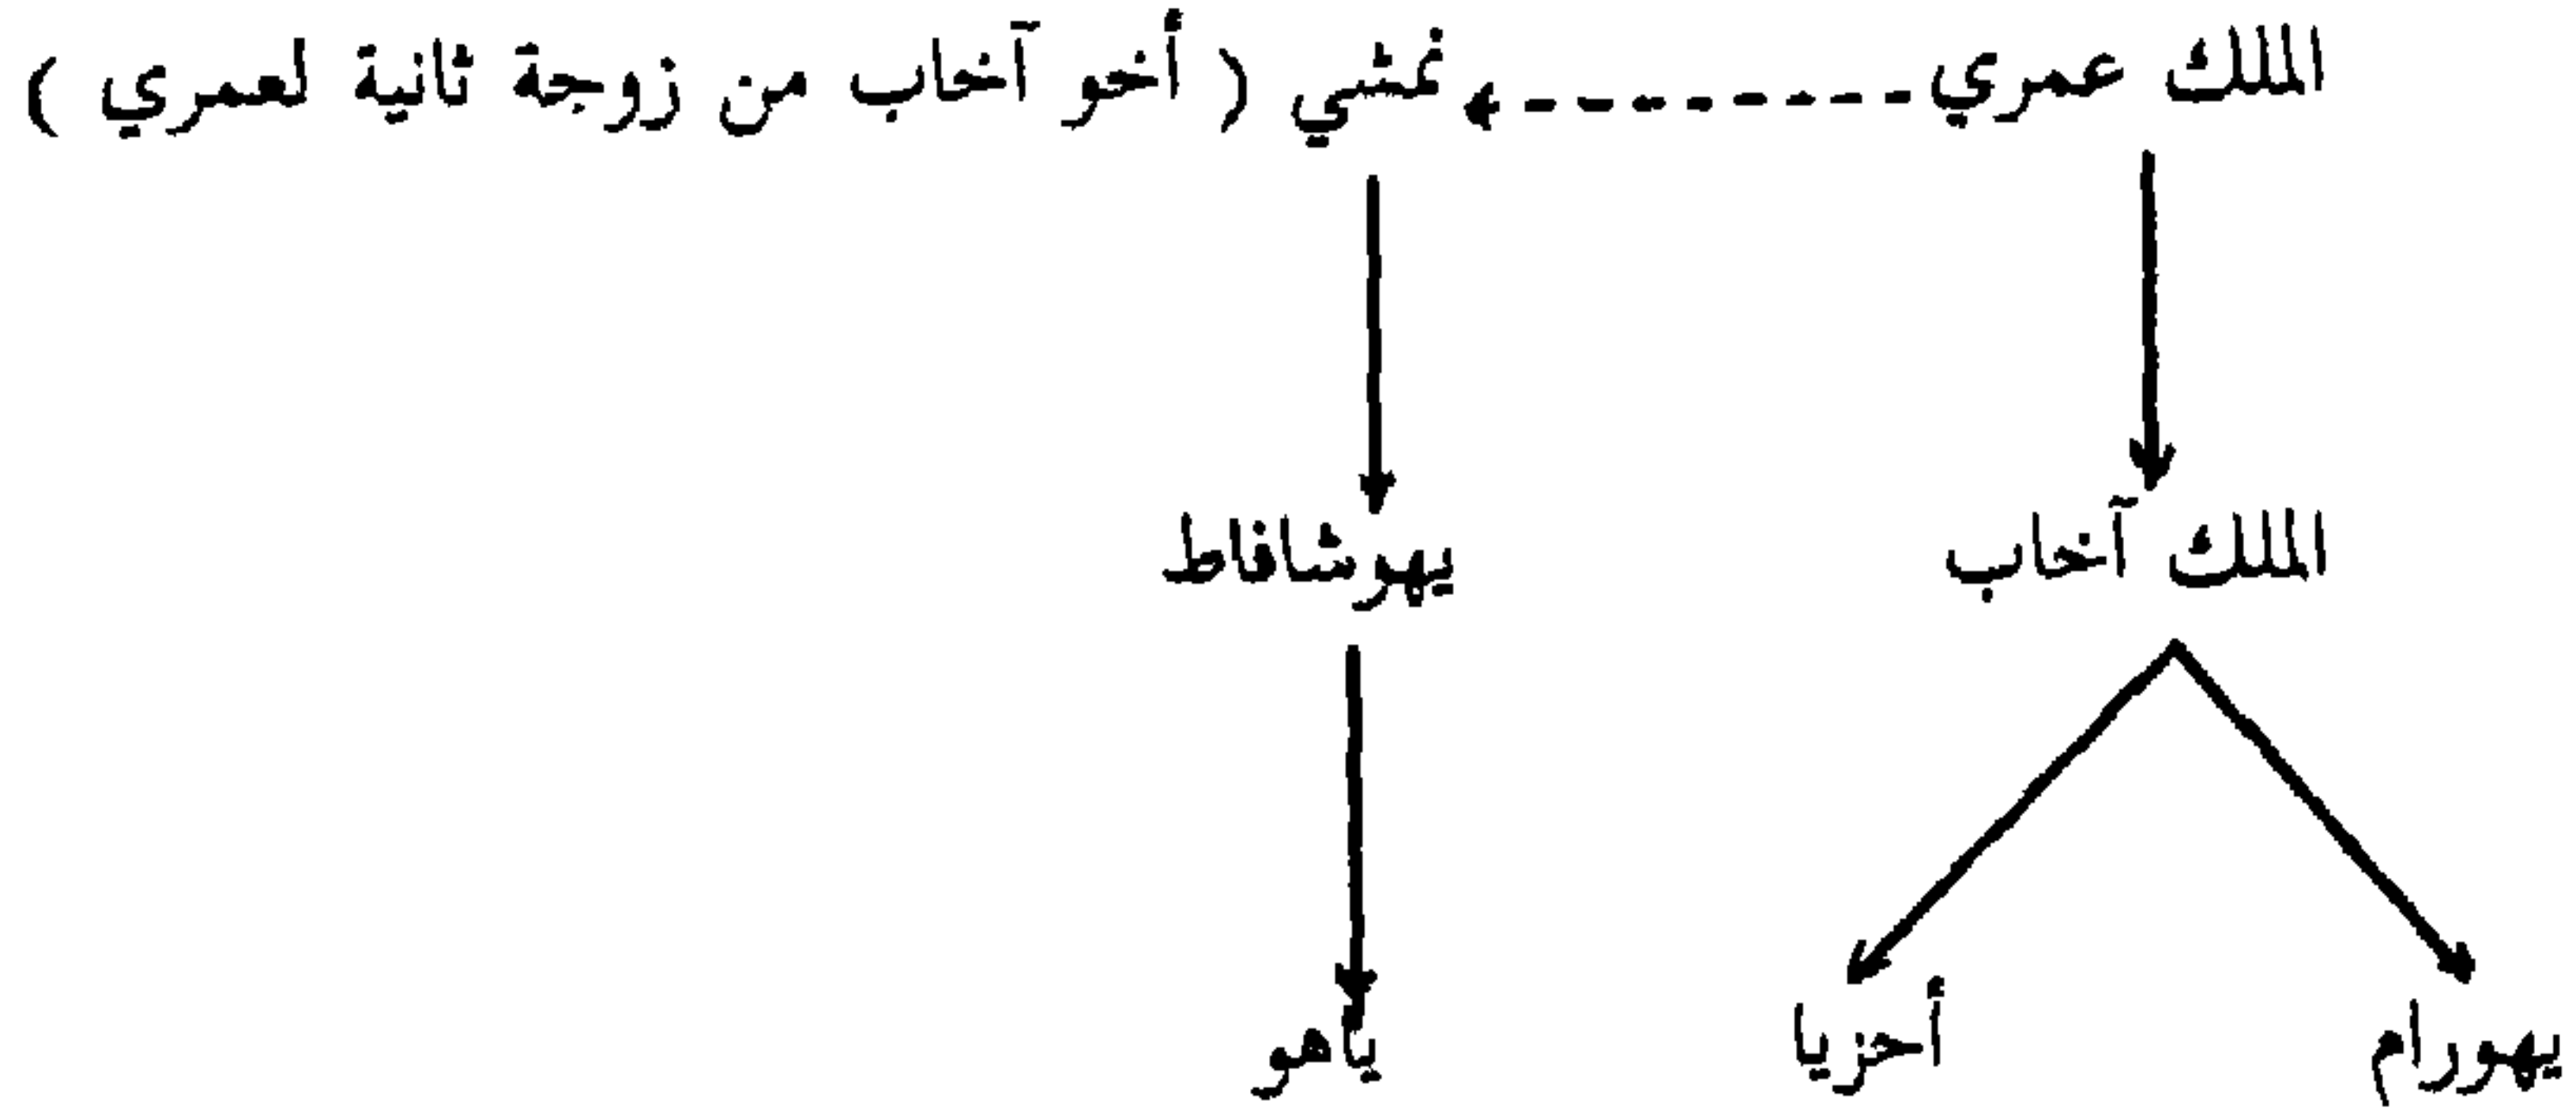 الملك عمري --------- نمشي ( أخو آخاب من زوجة ثانية لعمري )
الملك آخاب يهوشافاط
يهورام أحزيا ياهو